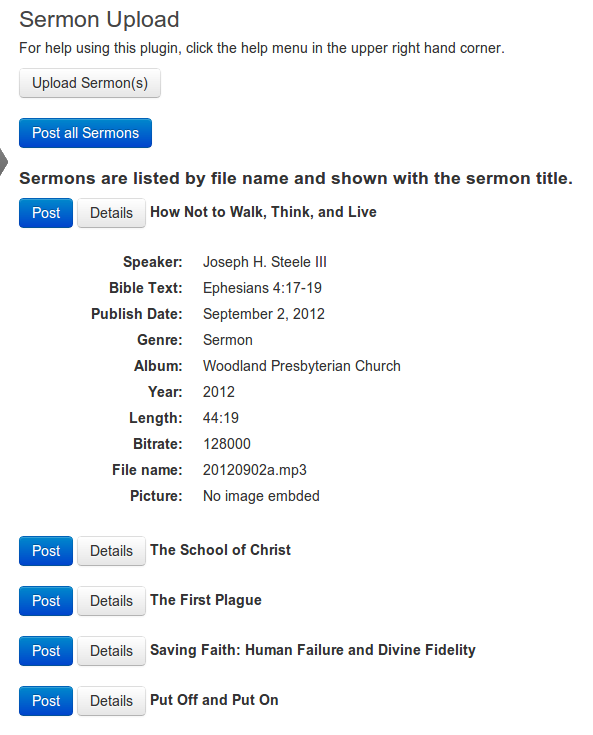 Sermon Upload
For help using this plugin, click the help menu in the upper right hand corner.
Upload Sermon(s)
Post all Sermons
Sermons are listed by file name and shown with the sermon title.
Post Details How Not to Walk, Think, and Live
Speaker: Joseph H. Steele III
Bible Text: Ephesians 4:17-19
Publish Date: September 2, 2012
Genre: Sermon
Album: Woodland Presbyterian Church
Year: 2012
Length: 44:19
Bitrate: 128000
File name: 20120902a.mp3
Picture: No image embded
Post Details The School of Christ
Post Details The First Plague
Post Details Saving Faith: Human Failure and Divine Fidelity
Post Details Put Off and Put On